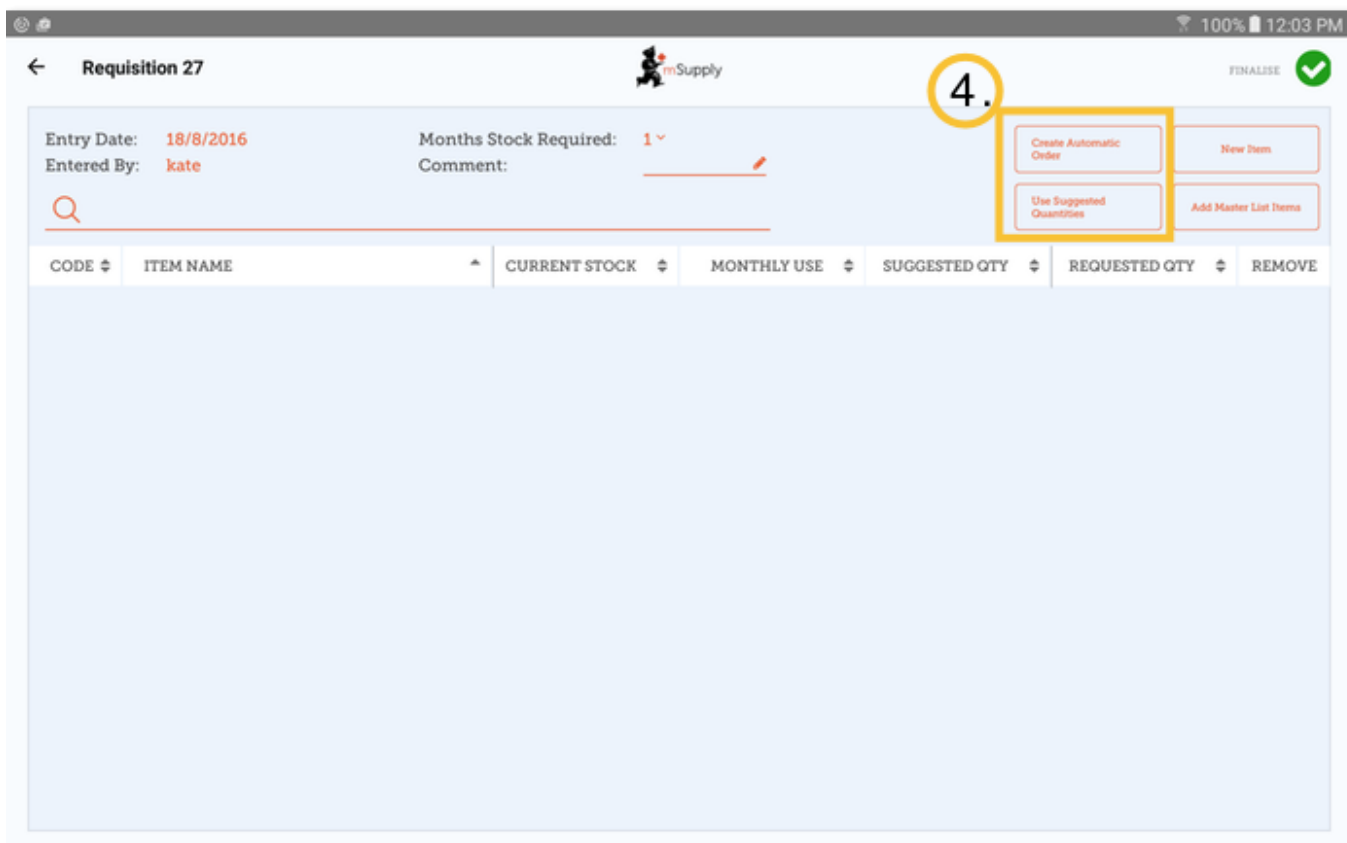 100% 12:03 PM
Requisition 27
mSupply
FINALISE
4.
Entry Date: 18/8/2016
Months Stock Required: 1
Entered By: kate
Comment:
Create Automatic
Order
New Item
Use Suggested
Quantities
Add Master List Items
CODE ITEM NAME CURRENT STOCK MONTHLY USE SUGGESTED QTY REQUESTED QTY REMOVE